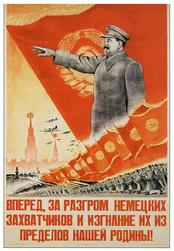 ВПЕРЕД, ЗА РАЗГРОМ НЕМЕЦКИХ
ЗАХВАТЧИКОВ И ИЗГНАНИЕ ИХ ИЗ
ПРЕДЕЛОВ НАШЕЙ РОДИНЫ!